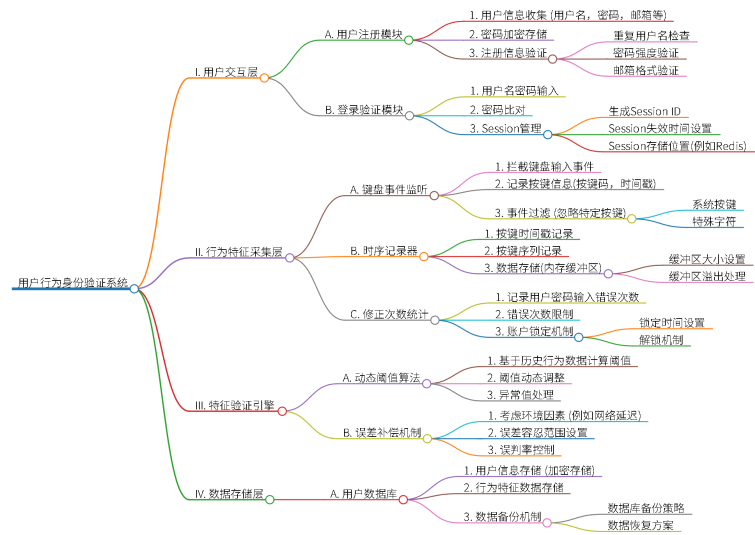 用户行为身份验证系统
I. 用户交互层
A. 用户注册模块
1. 用户信息收集 (用户名，密码，邮箱等)
2. 密码加密存储
3. 注册信息验证
重复用户名检查
密码强度验证
邮箱格式验证
B. 登录验证模块
1. 用户名密码输入
2. 密码比对
3. Session管理
生成Session ID
Session失效时间设置
Session存储位置(例如Redis)
II. 行为特征采集层
A. 键盘事件监听
1. 拦截键盘输入事件
2. 记录按键信息(按键码，时间戳)
3. 事件过滤 (忽略特定按键)
系统按键
特殊字符
B. 时序记录器
1. 按键时间戳记录
2. 按键序列记录
3. 数据存储(内存缓冲区)
缓冲区大小设置
缓冲区溢出处理
C. 修正次数统计
1. 记录用户密码输入错误次数
2. 错误次数限制
3. 账户锁定机制
锁定时间设置
解锁机制
III. 特征验证引擎
A. 动态阈值算法
1. 基于历史行为数据计算阈值
2. 阈值动态调整
3. 异常值处理
B. 误差补偿机制
1. 考虑环境因素 (例如网络延迟)
2. 误差容忍范围设置
3. 误判率控制
IV. 数据存储层
A. 用户数据库
1. 用户信息存储 (加密存储)
2. 行为特征数据存储
3. 数据备份机制
数据库备份策略
数据恢复方案